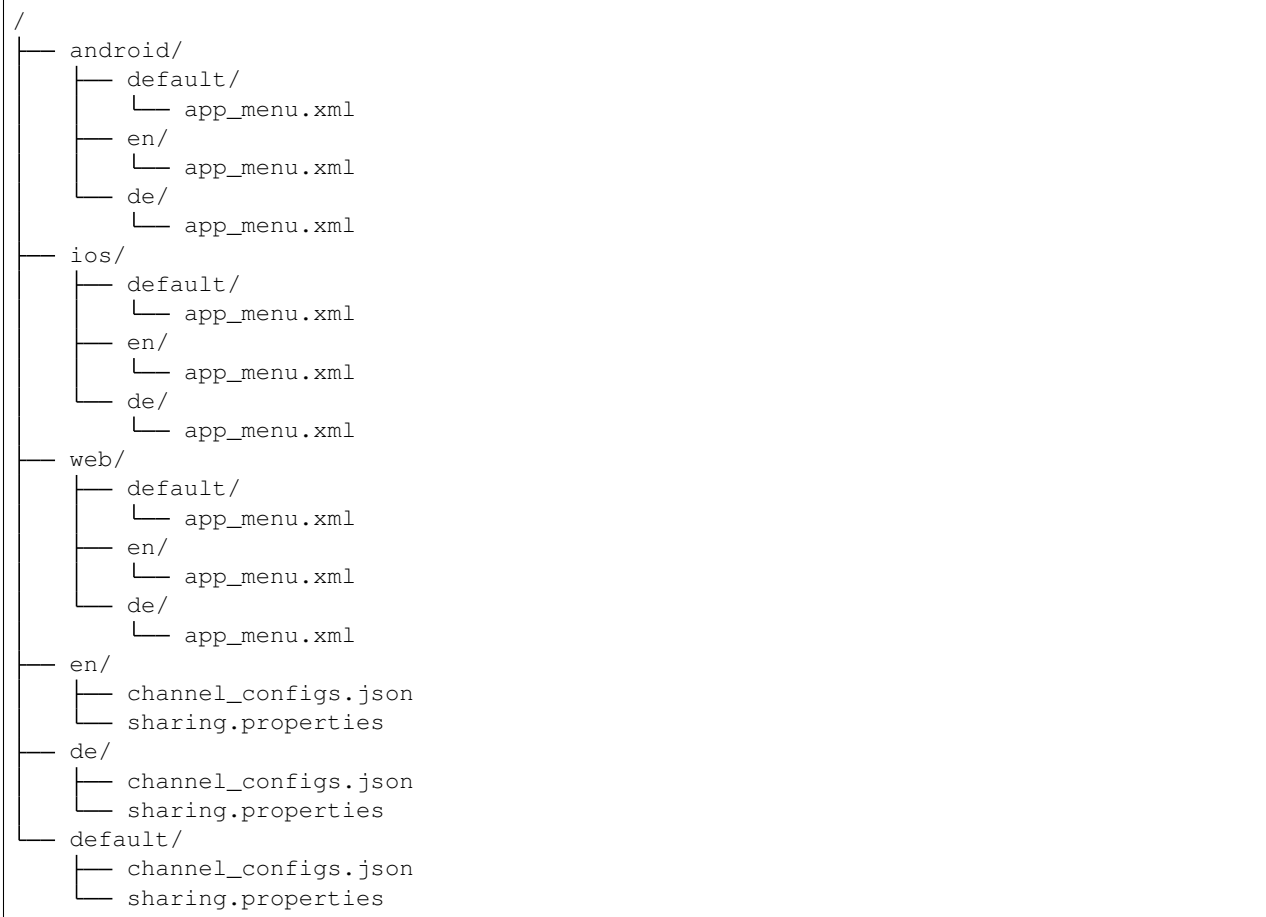 /
├── android/
│   ├── default/
│   │   └── app_menu.xml
│   ├── en/
│   │   └── app_menu.xml
│   └── de/
│       └── app_menu.xml
├── ios/
│   ├── default/
│   │   └── app_menu.xml
│   ├── en/
│   │   └── app_menu.xml
│   └── de/
│       └── app_menu.xml
├── web/
│   ├── default/
│   │   └── app_menu.xml
│   ├── en/
│   │   └── app_menu.xml
│   └── de/
│       └── app_menu.xml
├── en/
│   ├── channel_configs.json
│   └── sharing.properties
├── de/
│   ├── channel_configs.json
│   └── sharing.properties
└── default/
    ├── channel_configs.json
    └── sharing.properties